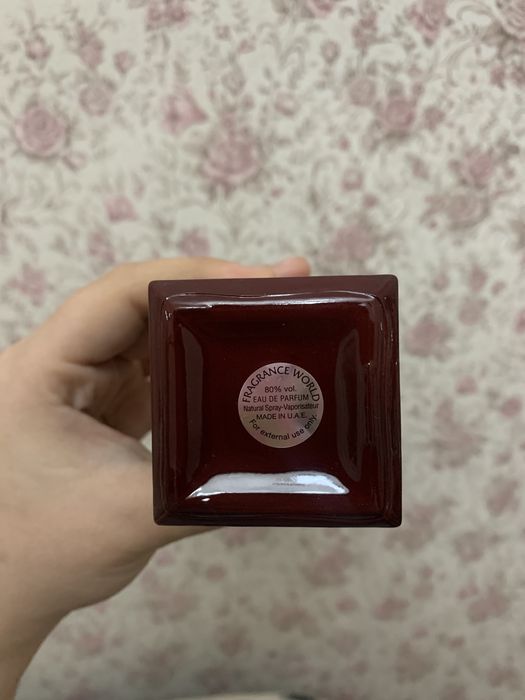 FRAGRANCE WORLD
80% vol.
EAU DE PARFUM
Natural Spray-Vaporisateur
MADE IN U.A.E.
For external use only.